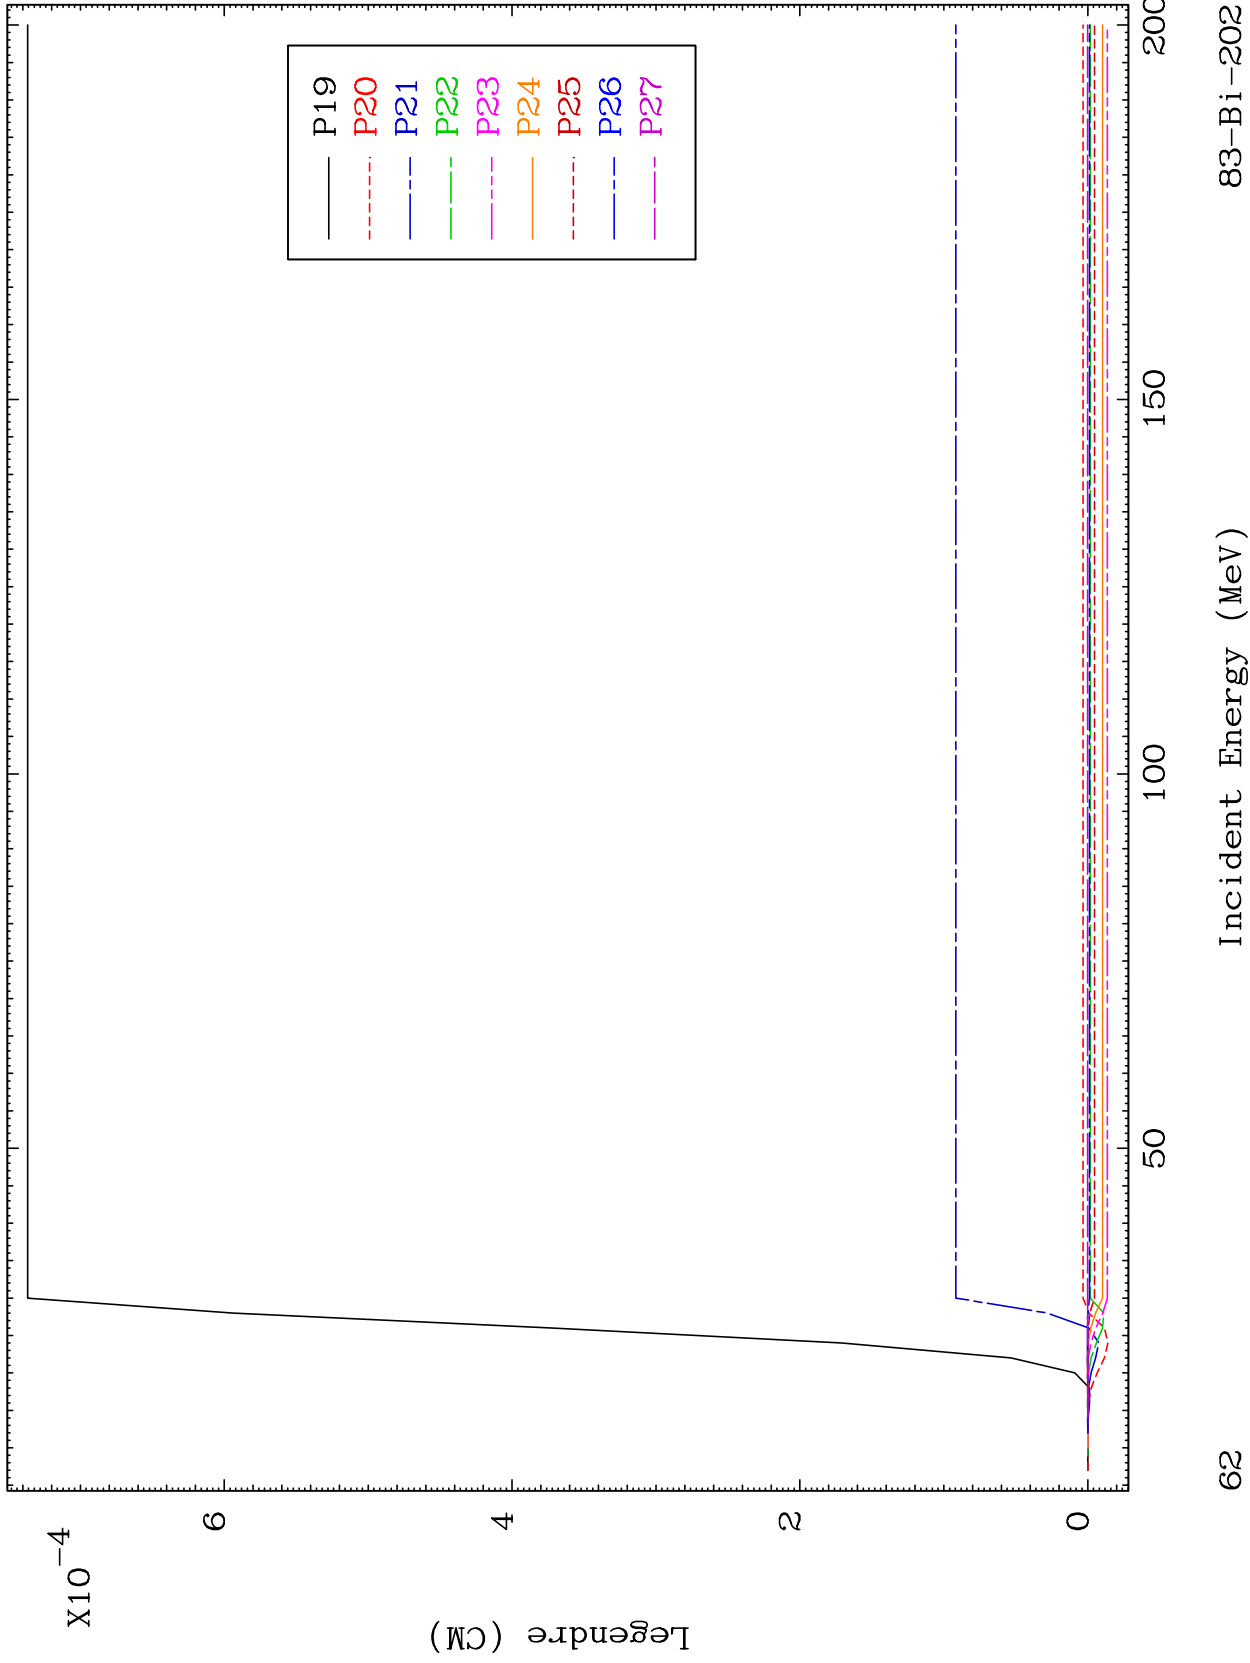 X10-4
Legendre (CM)
6
4
2
0
P19
P20
P21
P22
P23
P24
P25
P26
P27
50
100
150
200
Incident Energy (MeV)
62
83-Bi-202